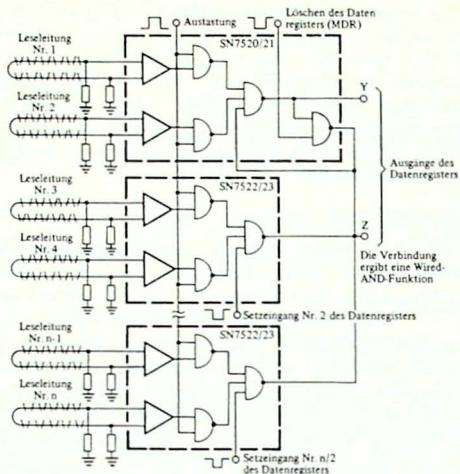 Austastung
Löschen des Daten
registers (MDR)
Leseleitung
Nr. 1
SN7520/21
Leseleitung
Nr. 2
Y
Leseleitung
Nr. 3
SN7522/23
Ausgänge des
Datenregisters
Leseleitung
Nr. 4
Z
Die Verbindung
ergibt eine Wired-
AND-Funktion
Setzeingang Nr. 2 des Datenregisters
Leseleitung
Nr. n-1
SN7522/23
Leseleitung
Nr. n
Setzeingang Nr. n/2
des Datenregisters